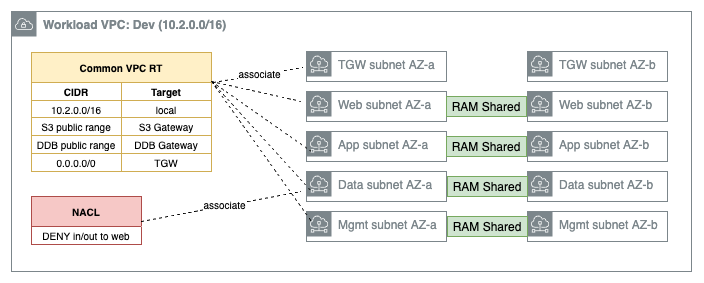 Workload VPC: Dev (10.2.0.0/16)
Common VPC RT
CIDR Target
10.2.0.0/16 local
S3 public range S3 Gateway
DDB public range DDB Gateway
0.0.0.0/0 TGW
NACL
DENY in/out to web
associate
associate
TGW subnet AZ-a TGW subnet AZ-b
Web subnet AZ-a RAM Shared Web subnet AZ-b
App subnet AZ-a RAM Shared App subnet AZ-b
Data subnet AZ-a RAM Shared Data subnet AZ-b
Mgmt subnet AZ-a RAM Shared Mgmt subnet AZ-b